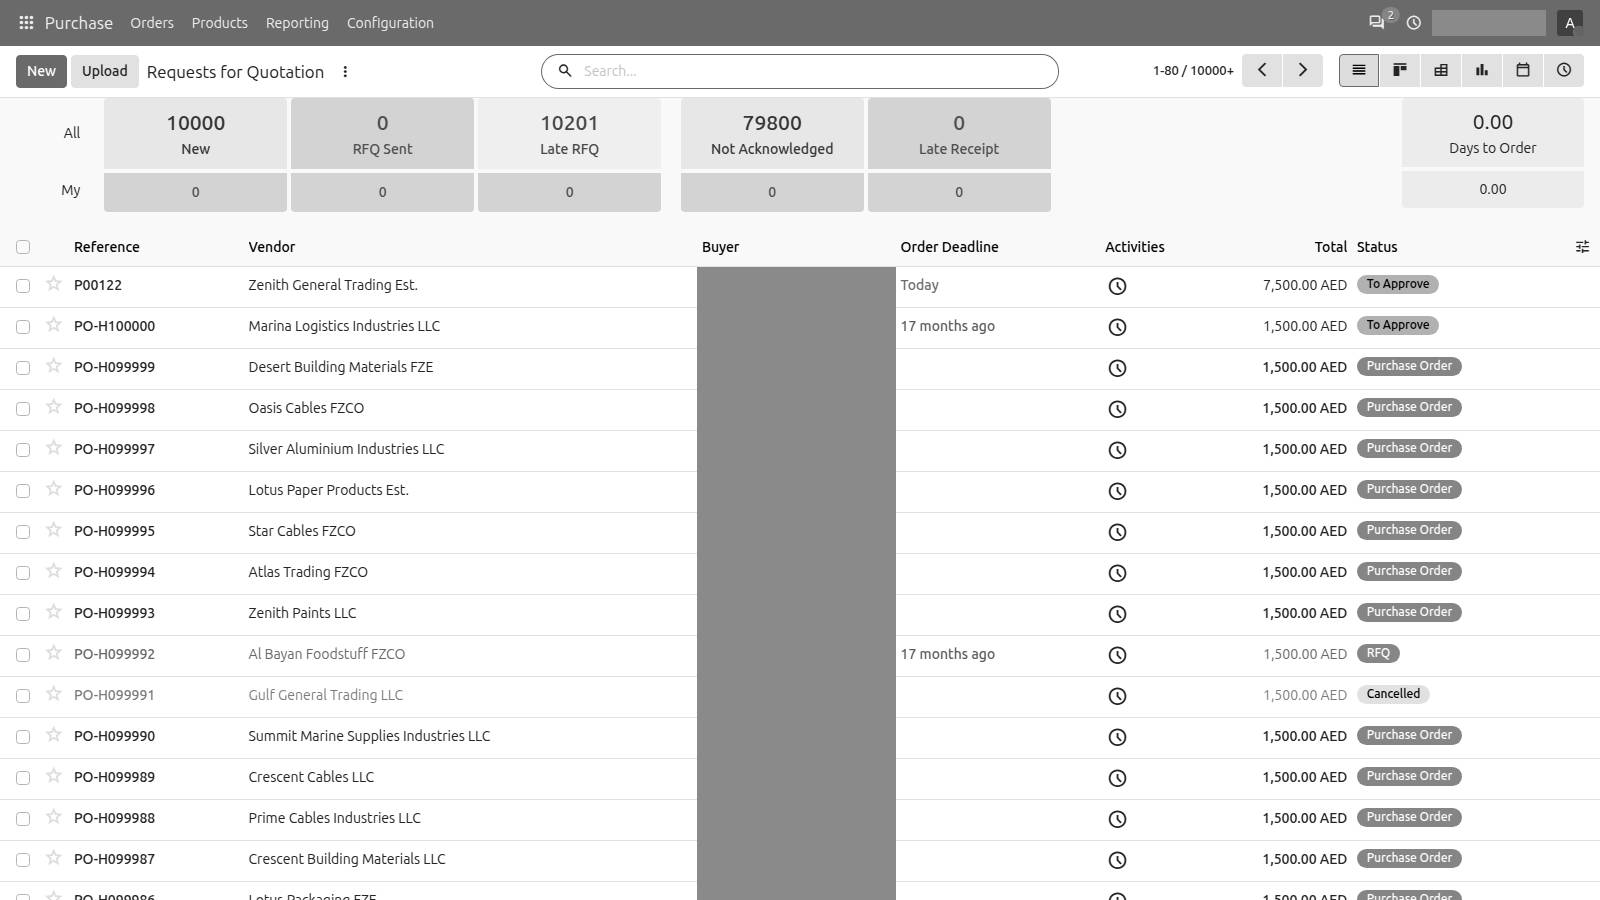 Purchase Orders Products Reporting Configuration 2 A
New Upload Requests for Quotation Search... 1-80 / 10000+
All 10000 New 0 RFQ Sent 10201 Late RFQ 79800 Not Acknowledged 0 Late Receipt 0.00 Days to Order
My 0 0 0 0 0 0.00
Reference Vendor Buyer Order Deadline Activities Total Status
P00122 Zenith General Trading Est. Today 7,500.00 AED To Approve
PO-H100000 Marina Logistics Industries LLC 17 months ago 1,500.00 AED To Approve
PO-H099999 Desert Building Materials FZE 1,500.00 AED Purchase Order
PO-H099998 Oasis Cables FZCO 1,500.00 AED Purchase Order
PO-H099997 Silver Aluminium Industries LLC 1,500.00 AED Purchase Order
PO-H099996 Lotus Paper Products Est. 1,500.00 AED Purchase Order
PO-H099995 Star Cables FZCO 1,500.00 AED Purchase Order
PO-H099994 Atlas Trading FZCO 1,500.00 AED Purchase Order
PO-H099993 Zenith Paints LLC 1,500.00 AED Purchase Order
PO-H099992 Al Bayan Foodstuff FZCO 17 months ago 1,500.00 AED RFQ
PO-H099991 Gulf General Trading LLC 1,500.00 AED Cancelled
PO-H099990 Summit Marine Supplies Industries LLC 1,500.00 AED Purchase Order
PO-H099989 Crescent Cables LLC 1,500.00 AED Purchase Order
PO-H099988 Prime Cables Industries LLC 1,500.00 AED Purchase Order
PO-H099987 Crescent Building Materials LLC 1,500.00 AED Purchase Order
PO-H099986 Lotus Packaging FZE 1,500.00 AED Purchase Order